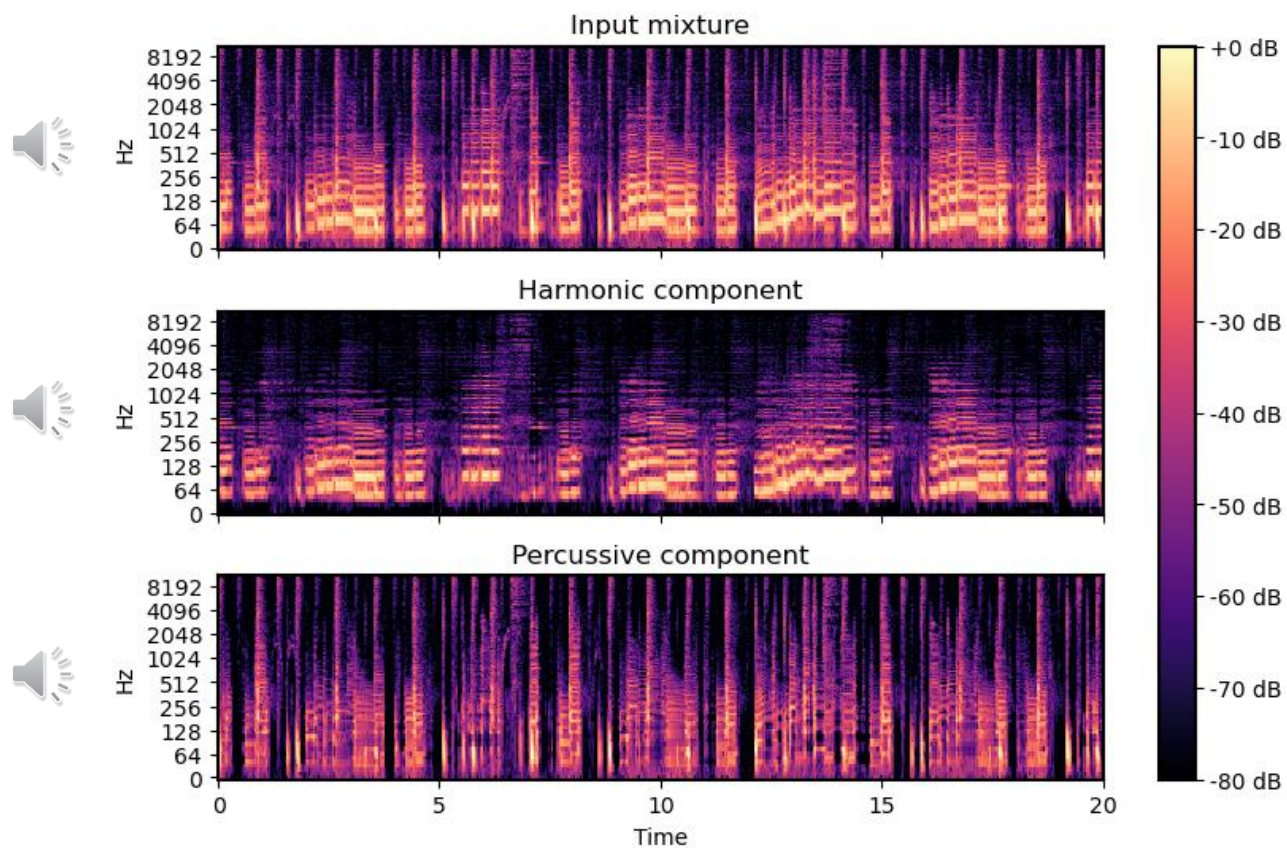 Input mixture
8192
4096
2048
1024
512
256
128
64
0
Hz
Harmonic component
8192
4096
2048
1024
512
256
128
64
0
Hz
Percussive component
8192
4096
2048
1024
512
256
128
64
0
Hz
0 5 10 15 20
Time
+0 dB
-10 dB
-20 dB
-30 dB
-40 dB
-50 dB
-60 dB
-70 dB
-80 dB